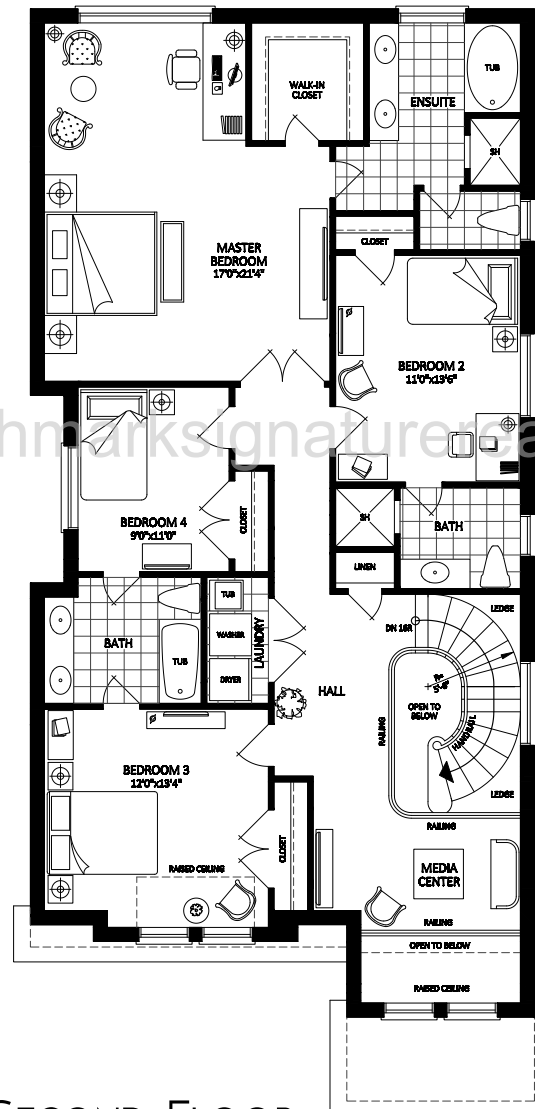 WALK-IN
CLOSET
ENSUITE
TUB
SH
MASTER
BEDROOM
17'0"x21'4"
CLOSET
BEDROOM 2
11'0"x13'6"
hmarksignaturerea
BEDROOM 4
9'0"x11'0"
CLOSET
SH
BATH
LINEN
TUB
WASHER
DRYER
LAUNDRY
BATH
TUB
DN 16R
LEDGE
R=
5'-6"
OPEN TO
BELOW
HANDRAIL
RAILING
LEDGE
HALL
RAILING
BEDROOM 3
12'0"x13'4"
RAISED CEILING
CLOSET
MEDIA
CENTER
RAILING
OPEN TO BELOW
RAISED CEILING
SECOND FLOOR